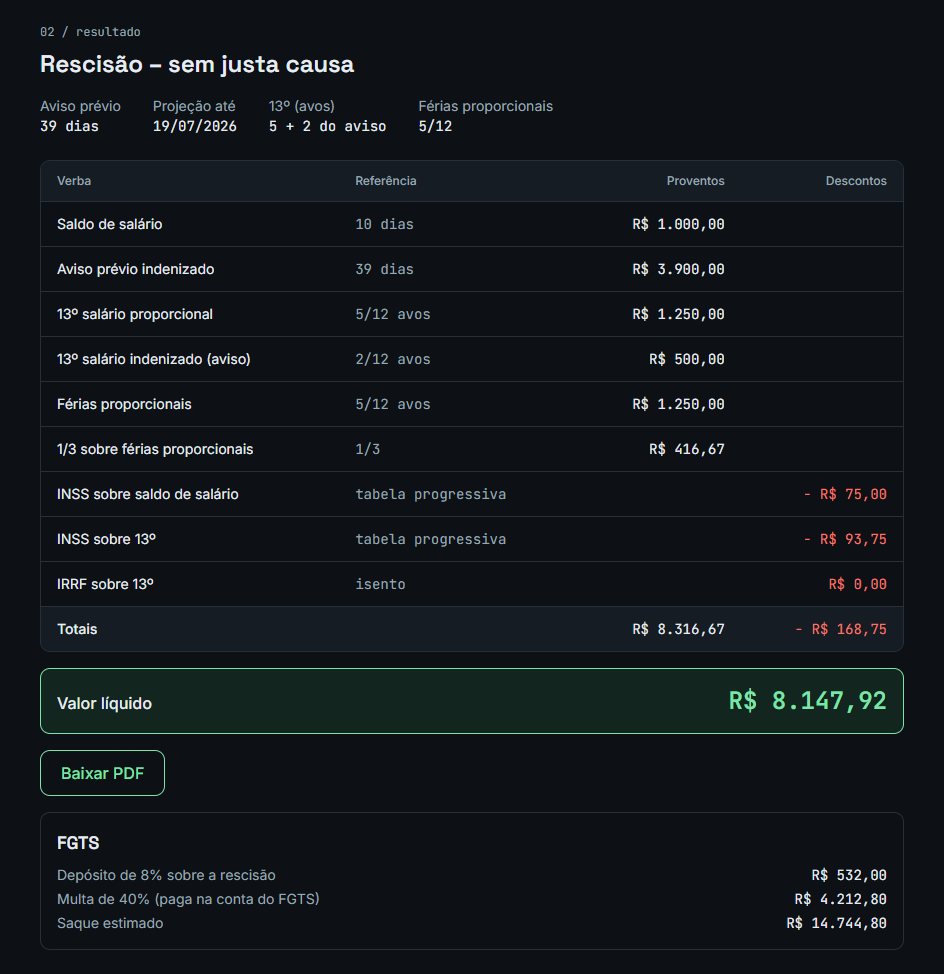 02 / resultado
Rescisão – sem justa causa
Aviso prévio Projeção até 13º (avos) Férias proporcionais
39 dias 19/07/2026 5 + 2 do aviso 5/12
Verba Referência Proventos Descontos
Saldo de salário 10 dias R$ 1.000,00
Aviso prévio indenizado 39 dias R$ 3.900,00
13º salário proporcional 5/12 avos R$ 1.250,00
13º salário indenizado (aviso) 2/12 avos R$ 500,00
Férias proporcionais 5/12 avos R$ 1.250,00
1/3 sobre férias proporcionais 1/3 R$ 416,67
INSS sobre saldo de salário tabela progressiva - R$ 75,00
INSS sobre 13º tabela progressiva - R$ 93,75
IRRF sobre 13º isento R$ 0,00
Totais R$ 8.316,67 - R$ 168,75
Valor líquido R$ 8.147,92
Baixar PDF
FGTS
Depósito de 8% sobre a rescisão R$ 532,00
Multa de 40% (paga na conta do FGTS) R$ 4.212,80
Saque estimado R$ 14.744,80